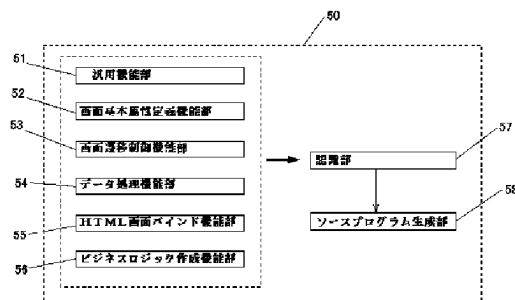 50
51
汎用機能部
52
画面基本属性定義機能部
53
画面遷移制御機能部
54
データ処理機能部
55
HTML画面バインド機能部
56
ビジネスロジック作成機能部
57
認識部
58
ソースプログラム生成部